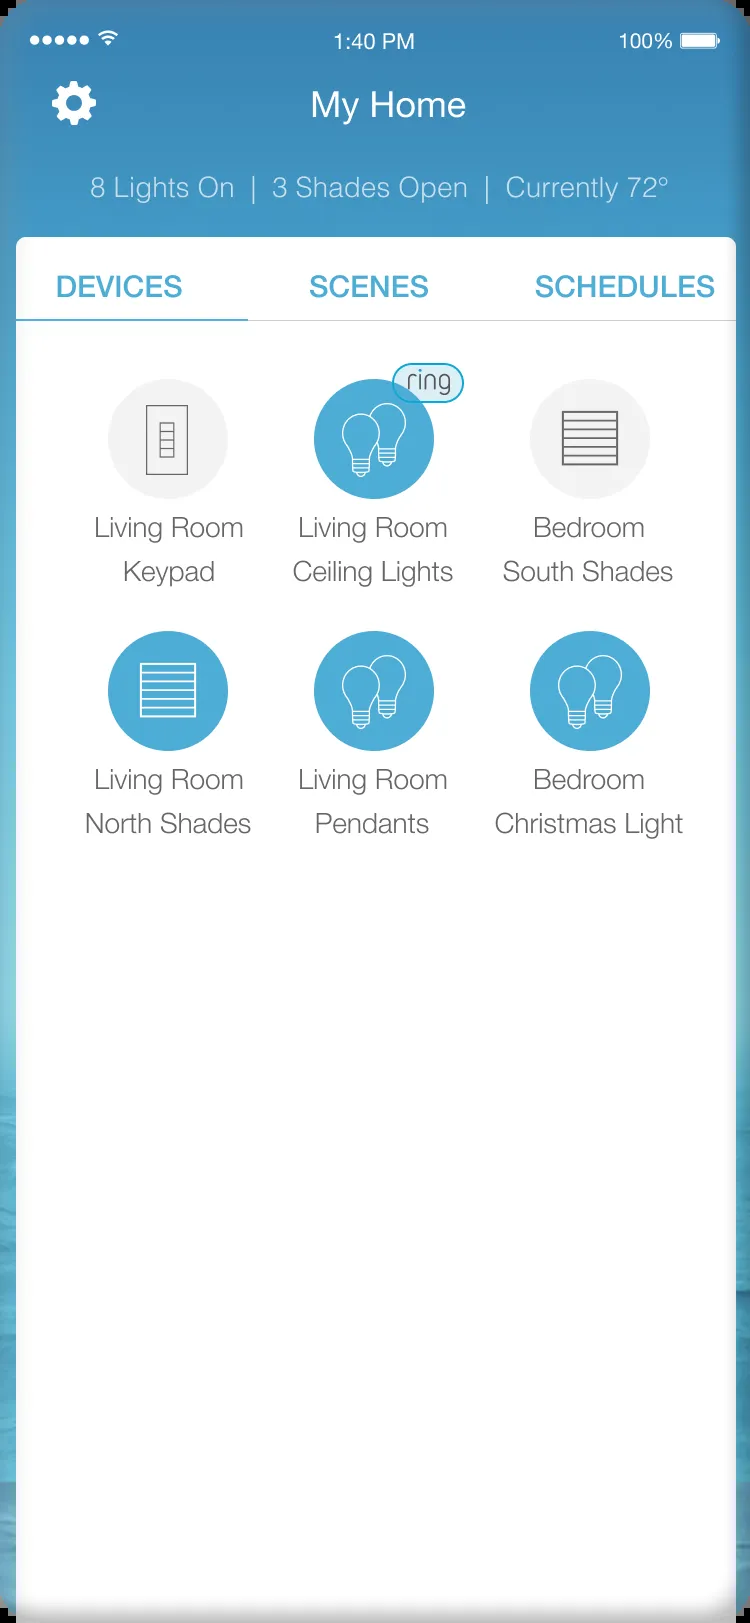 1:40 PM
100%
My Home
8 Lights On | 3 Shades Open | Currently 72°
DEVICES SCENES SCHEDULES
ring
Living Room
Keypad
Living Room
Ceiling Lights
Bedroom
South Shades
Living Room
North Shades
Living Room
Pendants
Bedroom
Christmas Light